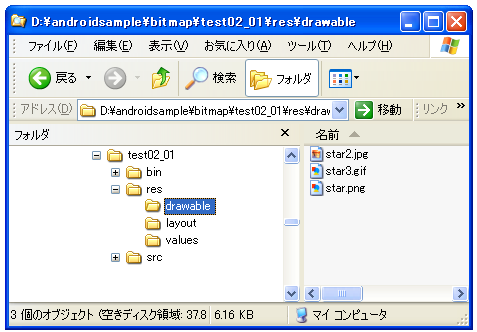 D:¥androidsample¥bitmap¥test02_01¥res¥drawable
ファイル(F) 編集(E) 表示(V) お気に入り(A) ツール(T) ヘルプ(H)
戻る 検索 フォルダ
アドレス(D) D:¥androidsample¥bitmap¥test02_01¥res¥draw 移動 リンク »
フォルダ
名前
test02_01
bin
res
drawable
layout
values
src
star2.jpg
star3.gif
star.png
3 個のオブジェクト (空きディスク領域: 37.8 6.16 KB マイ コンピュータ